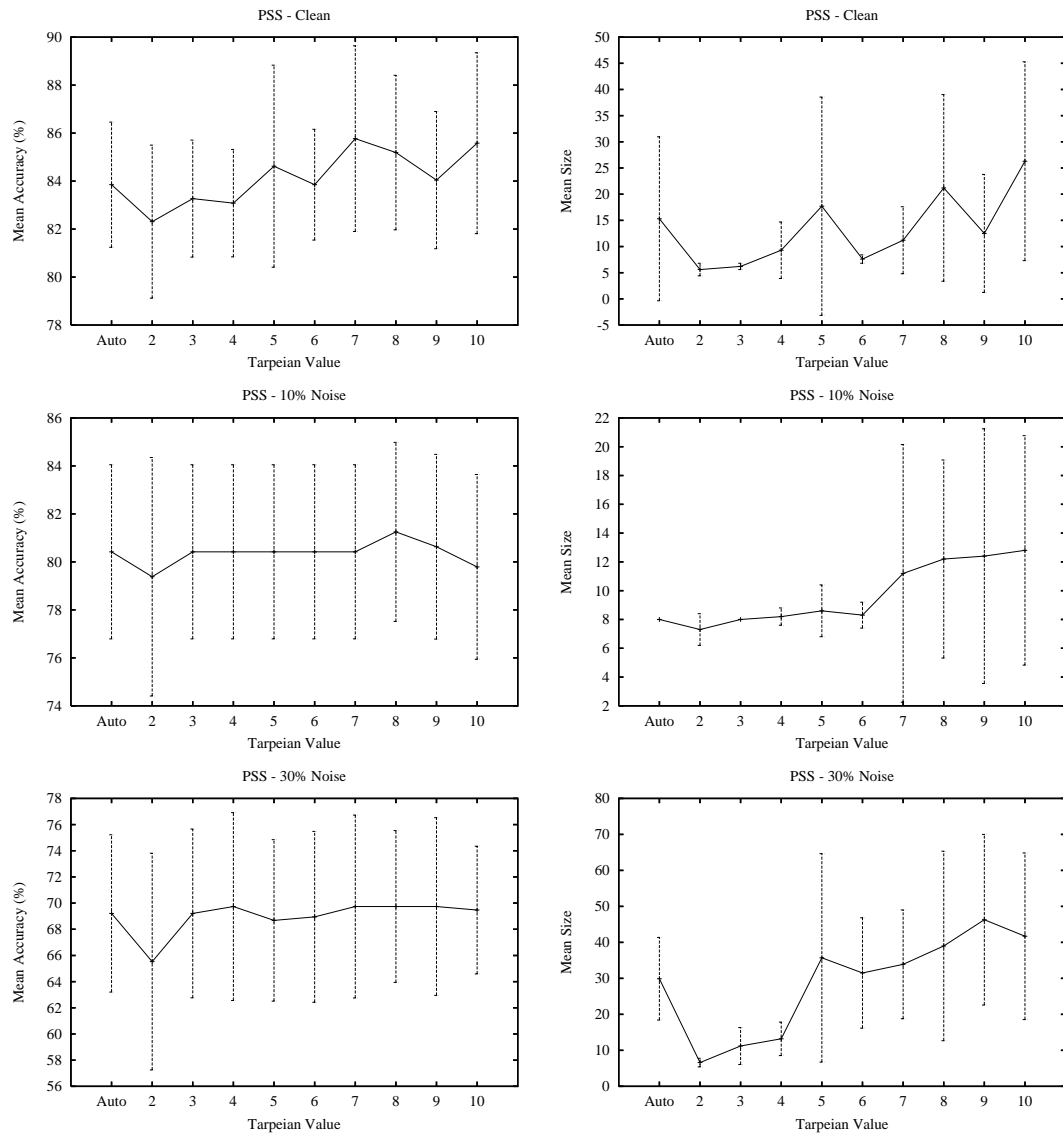 PSS - Clean
90
88
86
84
82
80
78
Mean Accuracy (%)
Auto 2 3 4 5 6 7 8 9 10
Tarpeian Value
PSS - Clean
50
45
40
35
30
25
20
15
10
5
0
-5
Mean Size
Auto 2 3 4 5 6 7 8 9 10
Tarpeian Value
PSS - 10% Noise
86
84
82
80
78
76
74
Mean Accuracy (%)
Auto 2 3 4 5 6 7 8 9 10
Tarpeian Value
PSS - 10% Noise
22
20
18
16
14
12
10
8
6
4
2
Mean Size
Auto 2 3 4 5 6 7 8 9 10
Tarpeian Value
PSS - 30% Noise
78
76
74
72
70
68
66
64
62
60
58
56
Mean Accuracy (%)
Auto 2 3 4 5 6 7 8 9 10
Tarpeian Value
PSS - 30% Noise
80
70
60
50
40
30
20
10
0
Mean Size
Auto 2 3 4 5 6 7 8 9 10
Tarpeian Value